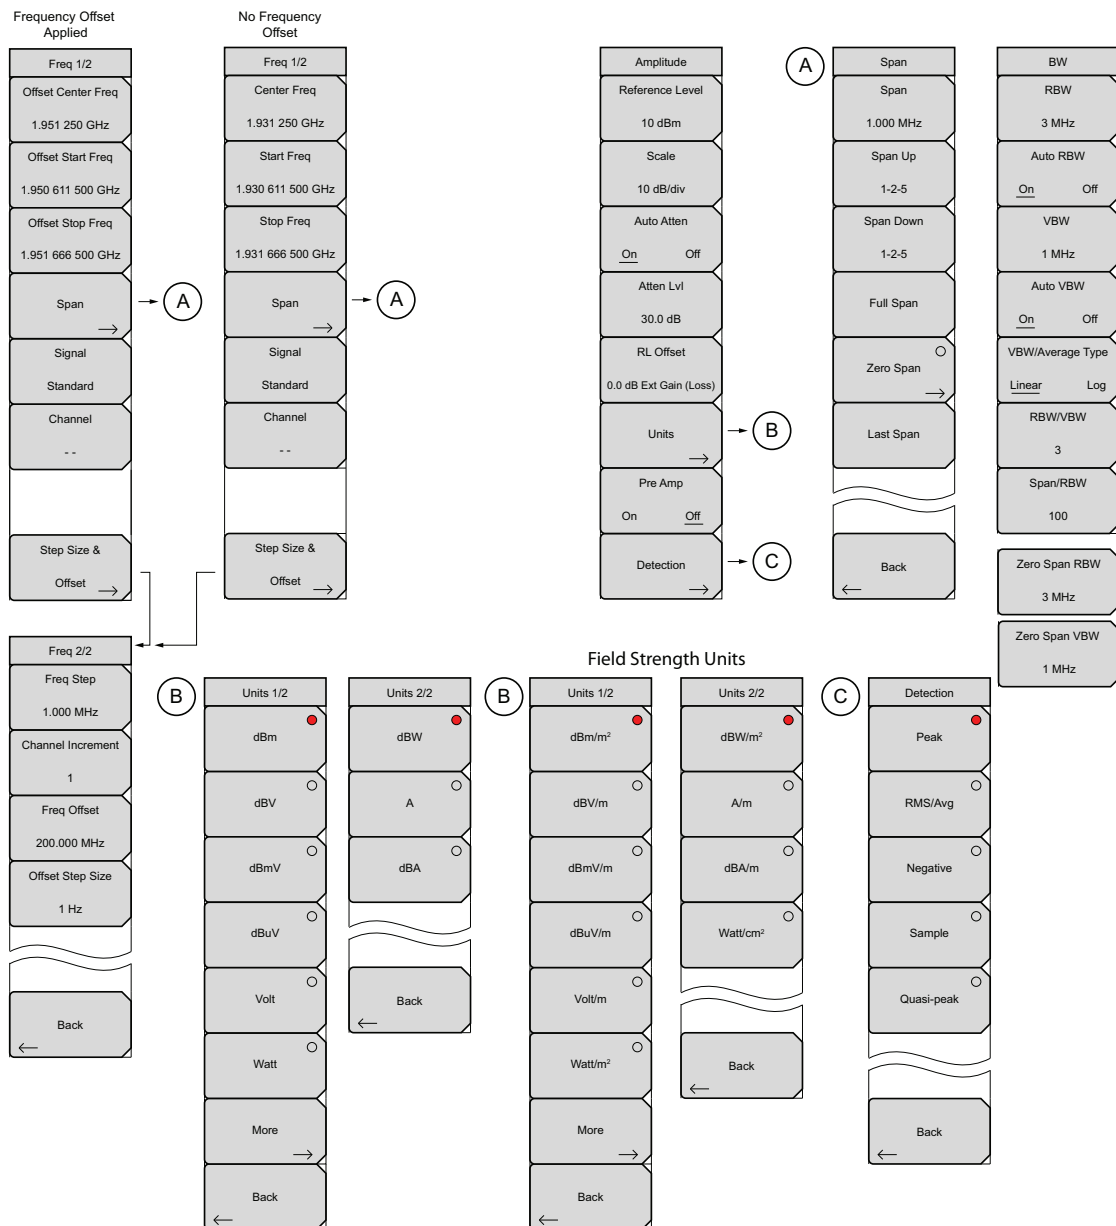 Frequency Offset
Applied
Freq 1/2
Offset Center Freq
1.951 250 GHz
Offset Start Freq
1.950 611 500 GHz
Offset Stop Freq
1.951 666 500 GHz
Span
A
Signal
Standard
Channel
- -
Step Size &
Offset
Freq 2/2
Freq Step
1.000 MHz
Channel Increment
1
Freq Offset
200.000 MHz
Offset Step Size
1 Hz
Back
No Frequency
Offset
Freq 1/2
Center Freq
1.931 250 GHz
Start Freq
1.930 611 500 GHz
Stop Freq
1.931 666 500 GHz
Span
A
Signal
Standard
Channel
- -
Step Size &
Offset
Amplitude
Reference Level
10 dBm
Scale
10 dB/div
Auto Atten
On Off
Atten Lvl
30.0 dB
RL Offset
0.0 dB Ext Gain (Loss)
Units
B
Pre Amp
On Off
Detection
C
A
Span
Span
1.000 MHz
Span Up
1-2-5
Span Down
1-2-5
Full Span
Zero Span
Last Span
Back
BW
RBW
3 MHz
Auto RBW
On Off
VBW
1 MHz
Auto VBW
On Off
VBW/Average Type
Linear Log
RBW/VBW
3
Span/RBW
100
Zero Span RBW
3 MHz
Zero Span VBW
1 MHz
B
Units 1/2
dBm
dBV
dBmV
dBuV
Volt
Watt
More
Back
Units 2/2
dBW
A
dBA
Back
Field Strength Units
B
Units 1/2
dBm/m²
dBV/m
dBmV/m
dBuV/m
Volt/m
Watt/m²
More
Back
Units 2/2
dBW/m²
A/m
dBA/m
Watt/cm²
Back
C
Detection
Peak
RMS/Avg
Negative
Sample
Quasi-peak
Back